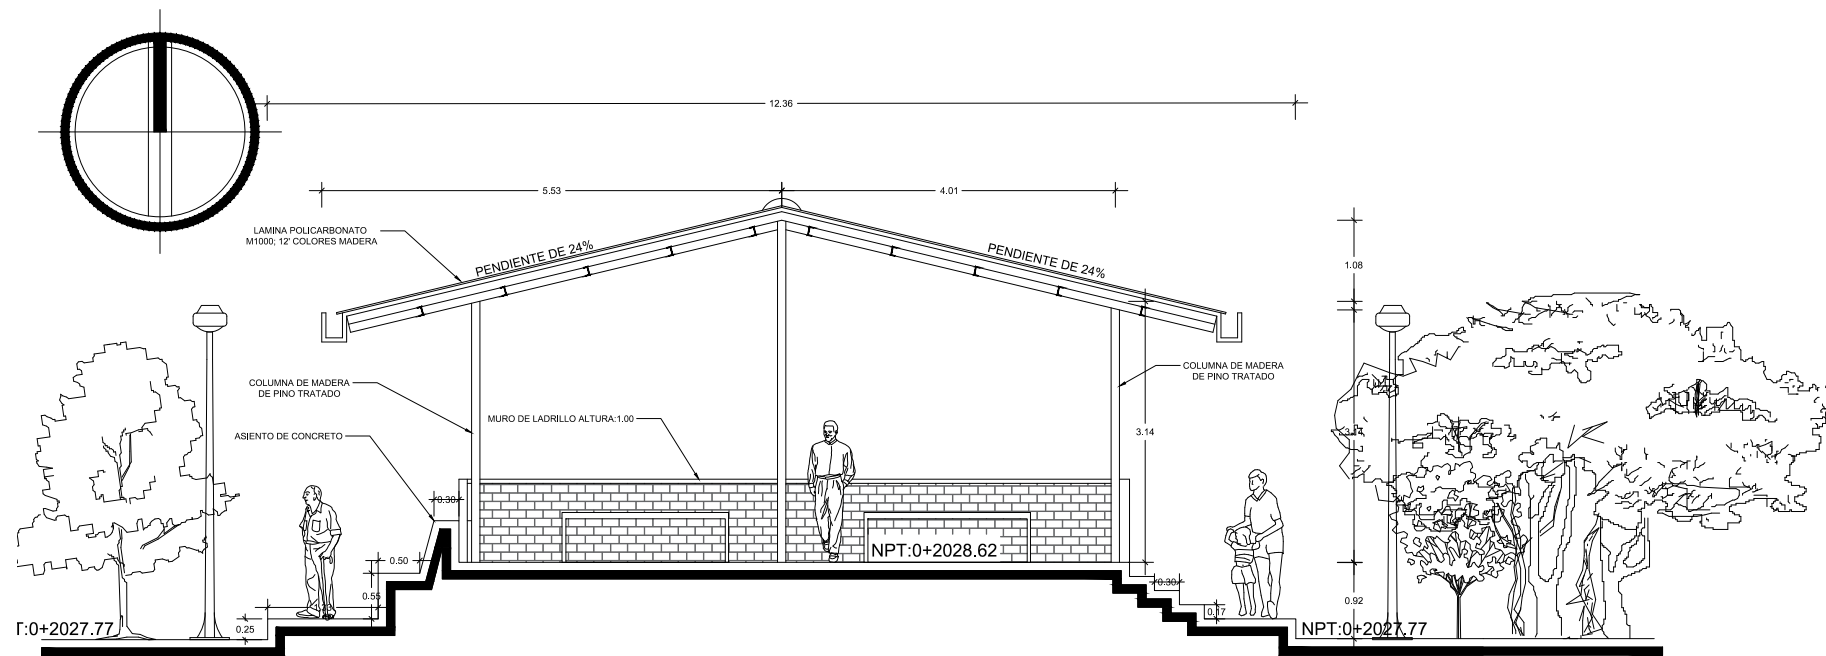 12.36
5.53
4.01
LAMINA POLICARBONATO
M1000; 12' COLORES MADERA
PENDIENTE DE 24%
PENDIENTE DE 24%
1.08
COLUMNA DE MADERA
DE PINO TRATADO
COLUMNA DE MADERA
DE PINO TRATADO
MURO DE LADRILLO ALTURA:1.00
ASIENTO DE CONCRETO
3.14
3.14
0.30
NPT:0+2028.62
0.50
0.55
0.30
0.17
0.92
0.25
T:0+2027.77
NPT:0+2027.77